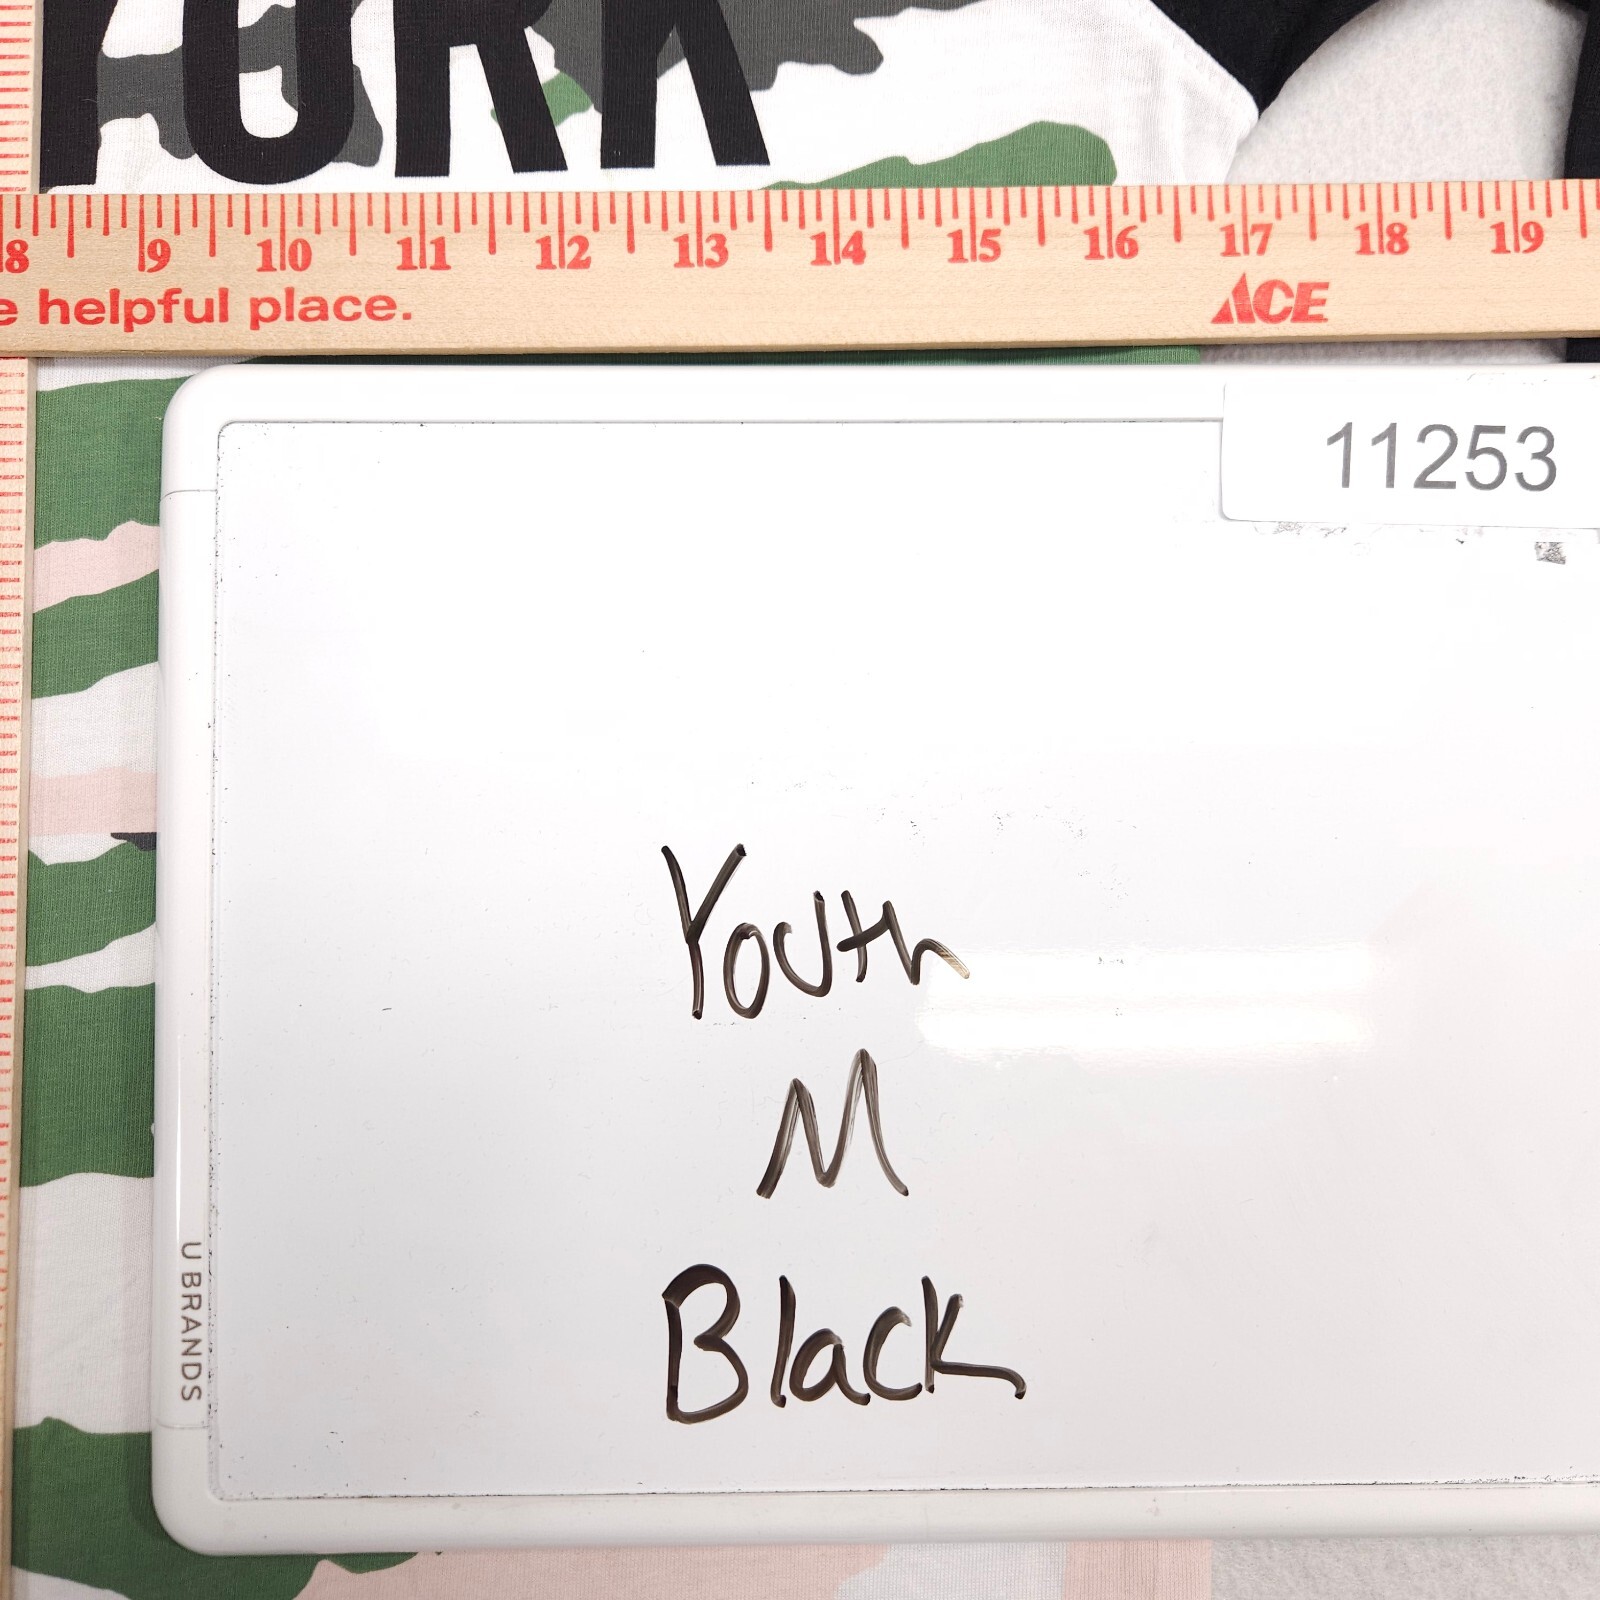 YORK
8 9 10 11 12 13 14 15 16 17 18 19
e helpful place. ACE
11253
Youth
M
Black
U BRANDS